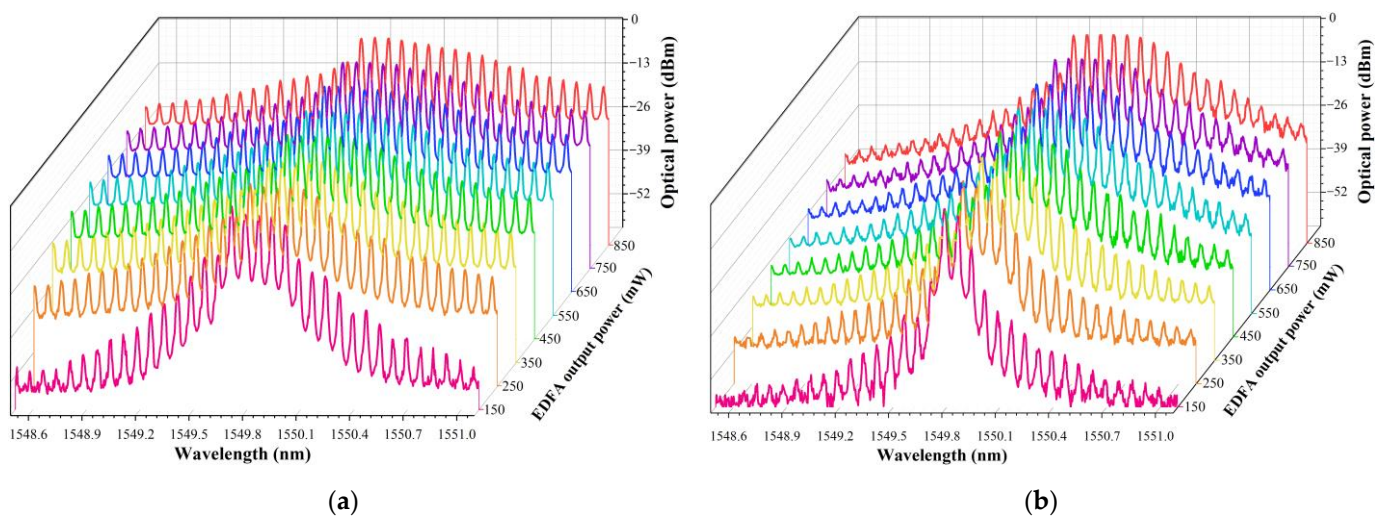 0
−13
−26
−39
−52
Optical power (dBm)
850
750
650
550
450
350
250
150
EDFA output power (mW)
1548.6 1548.9 1549.2 1549.5 1549.8 1550.1 1550.4 1550.7 1551.0
Wavelength (nm)
(a)
0
−13
−26
−39
−52
Optical power (dBm)
850
750
650
550
450
350
250
150
EDFA output power (mW)
1548.6 1548.9 1549.2 1549.5 1549.8 1550.1 1550.4 1550.7 1551.0
Wavelength (nm)
(b)